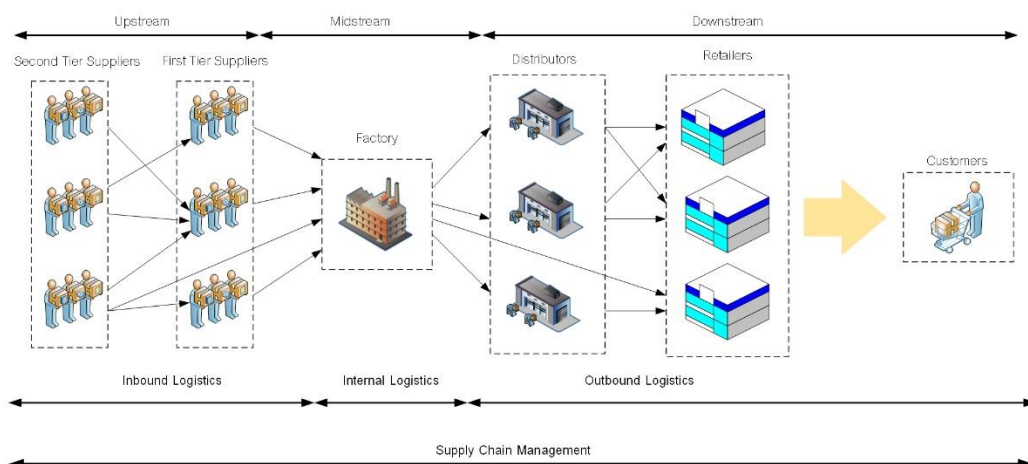 Upstream
Midstream
Downstream
Second Tier Suppliers
First Tier Suppliers
Distributors
Retailers
Factory
Customers
Inbound Logistics
Internal Logistics
Outbound Logistics
Supply Chain Management